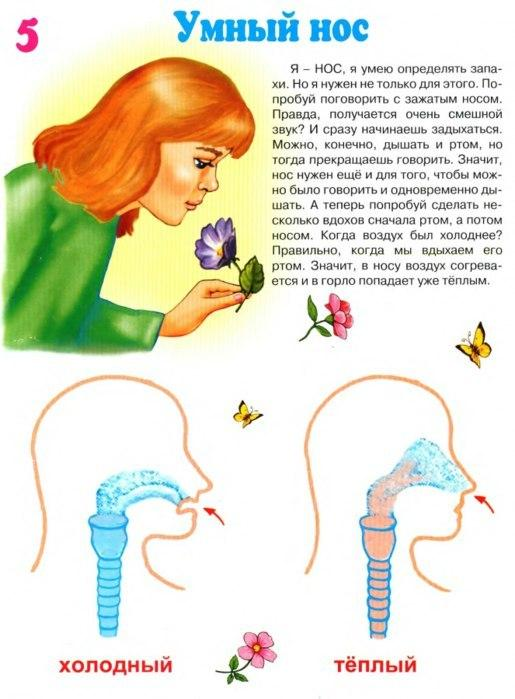 5
Умный нос
Я – НОС, я умею определять запа-
хи. Но я нужен не только для этого. По-
пробуй поговорить с зажатым носом.
Правда, получается очень смешной
звук? И сразу начинаешь задыхаться.
Можно, конечно, дышать и ртом, но
тогда прекращаешь говорить. Значит,
нос нужен ещё и для того, чтобы мож-
но было говорить и одновременно ды-
шать. А теперь попробуй сделать не-
сколько вдохов сначала ртом, а потом
носом. Когда воздух был холоднее?
Правильно, когда мы вдыхаем его
ртом. Значит, в носу воздух согрева-
ется и в горло попадает уже тёплым.
холодный
тёплый